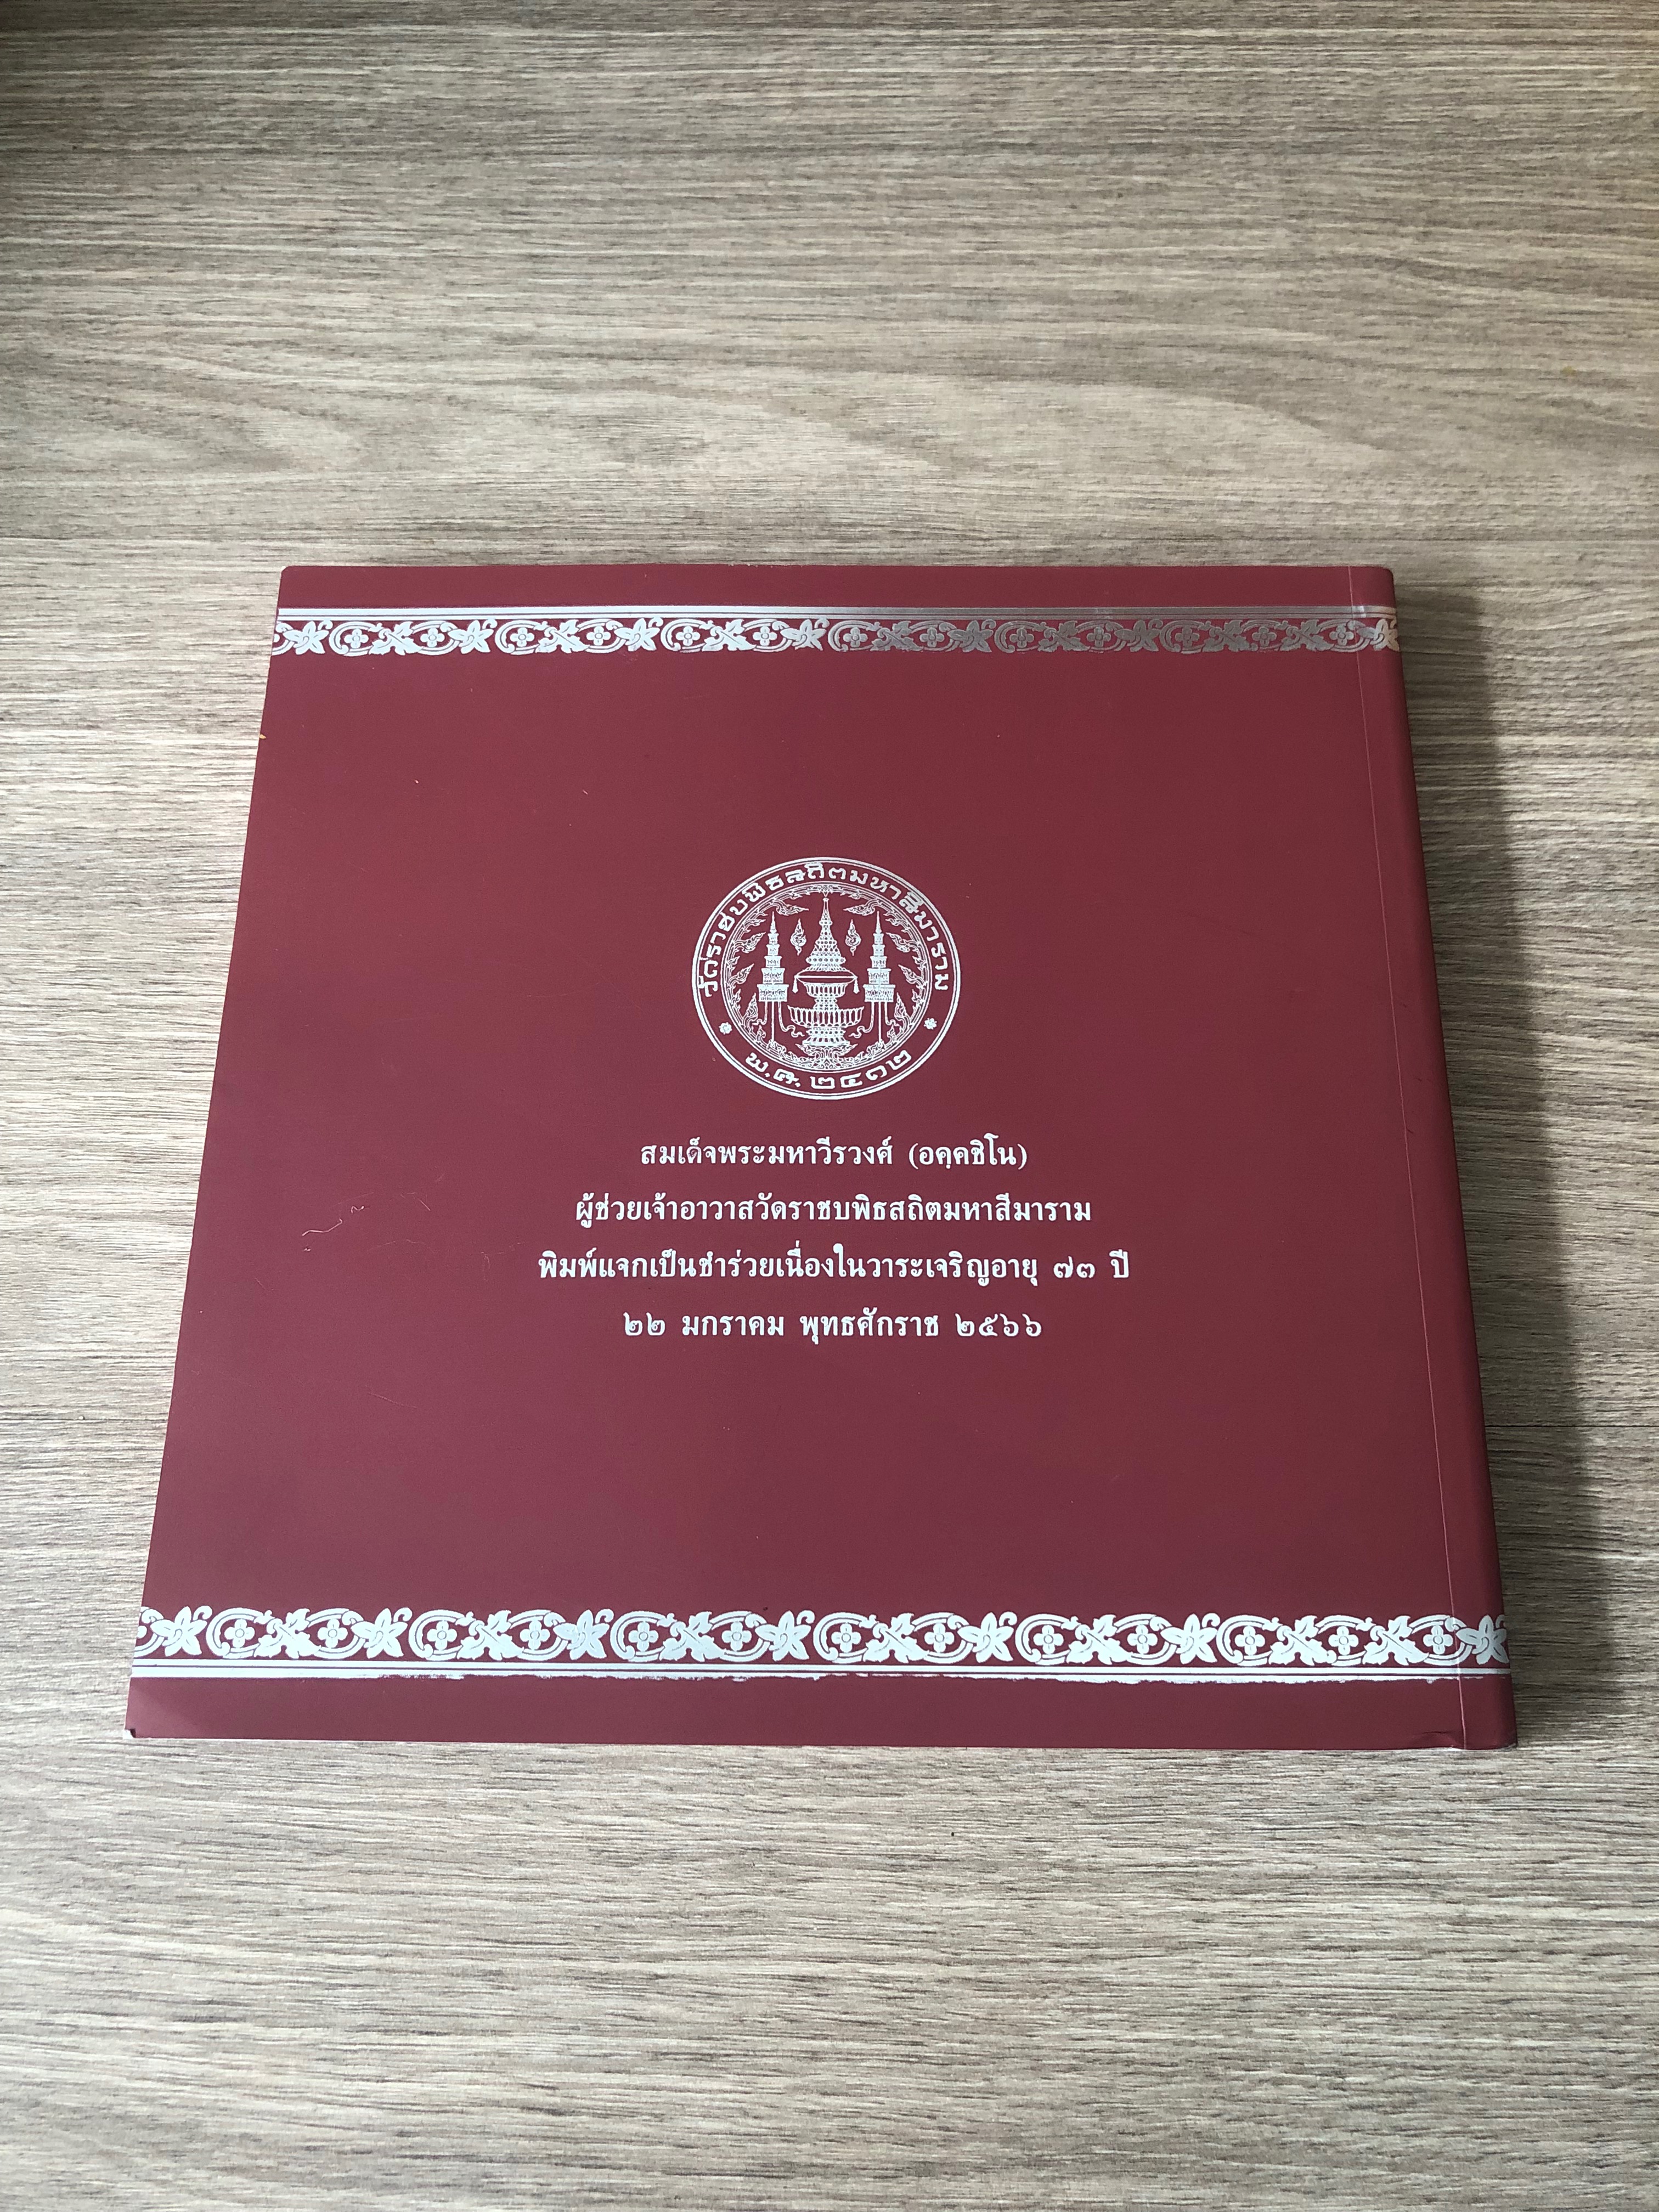 วัดราชบพิธสถิตมหาสีมาราม
พ.ศ. ๒๔๑๒
สมเด็จพระมหาวีรวงศ์ (อคฺคชิโน)
ผู้ช่วยเจ้าอาวาสวัดราชบพิธสถิตมหาสีมาราม
พิมพ์แจกเป็นชำร่วยเนื่องในวาระเจริญอายุ ๗๓ ปี
๒๒ มกราคม พุทธศักราช ๒๕๖๖